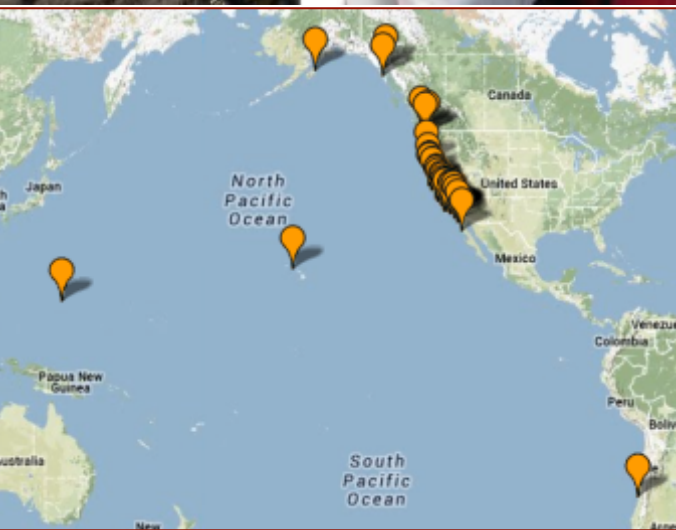 Canada
Japan
North
Pacific
Ocean
United States
Mexico
Venezu
Colombia
Papua New
Guinea
Peru
Boliv
ustralia
South
Pacific
Ocean
New